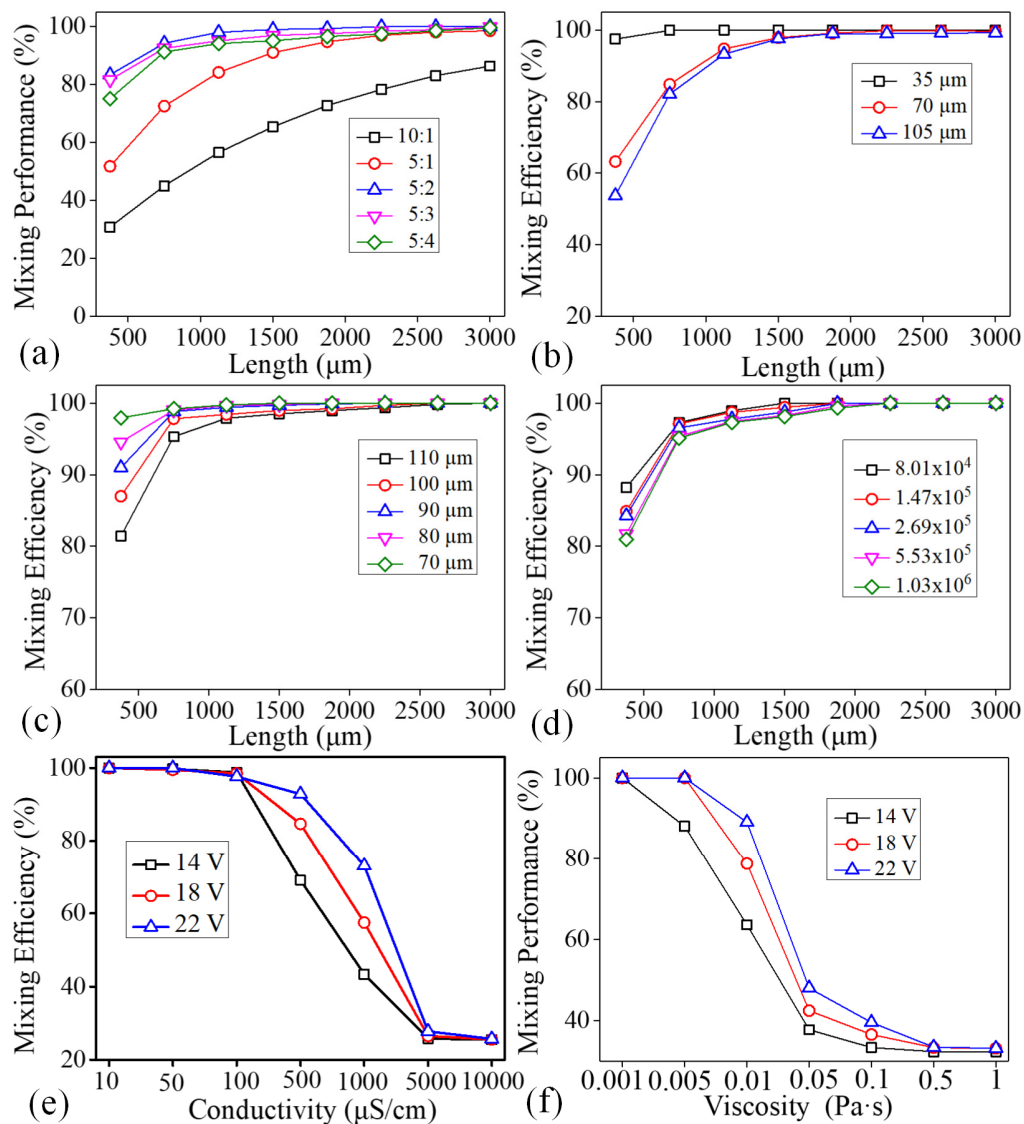 Mixing Performance (%)
100
80
60
40
20
0
10:1
5:1
5:2
5:3
5:4
500 1000 1500 2000 2500 3000
(a)
Length (μm)
Mixing Efficiency (%)
100
80
60
40
20
35 μm
70 μm
105 μm
500 1000 1500 2000 2500 3000
(b)
Length (μm)
Mixing Efficiency (%)
100
90
80
70
60
110 μm
100 μm
90 μm
80 μm
70 μm
500 1000 1500 2000 2500 3000
(c)
Length (μm)
Mixing Efficiency (%)
100
90
80
70
60
8.01x10⁴
1.47x10⁵
2.69x10⁵
5.53x10⁵
1.03x10⁶
500 1000 1500 2000 2500 3000
(d)
Length (μm)
Mixing Efficiency (%)
100
80
60
40
20
14 V
18 V
22 V
10 50 100 500 1000 5000 10000
(e)
Conductivity (μS/cm)
Mixing Performance (%)
100
80
60
40
14 V
18 V
22 V
0.001 0.005 0.01 0.05 0.1 0.5 1
(f)
Viscosity (Pa·s)